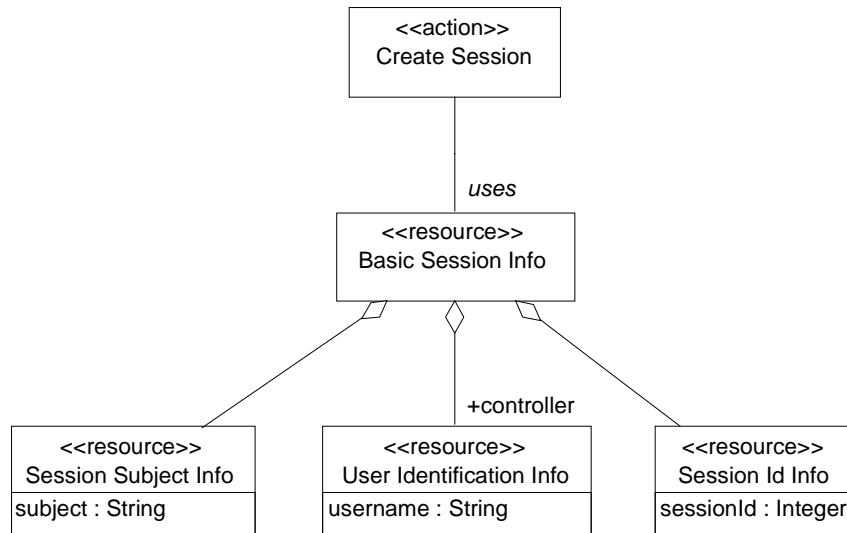 <<action>>
Create Session
uses
<<resource>>
Basic Session Info
+controller
<<resource>>
Session Subject Info
subject : String
<<resource>>
User Identification Info
username : String
<<resource>>
Session Id Info
sessionId : Integer